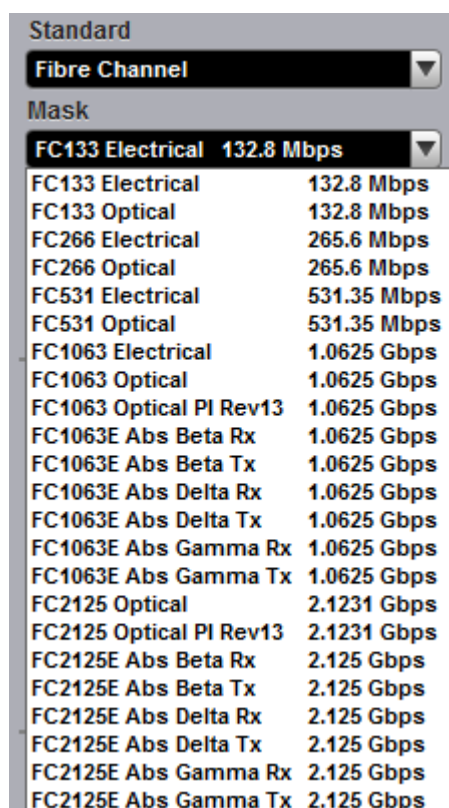 Standard
Fibre Channel
Mask
FC133 Electrical 132.8 Mbps
FC133 Electrical 132.8 Mbps
FC133 Optical 132.8 Mbps
FC266 Electrical 265.6 Mbps
FC266 Optical 265.6 Mbps
FC531 Electrical 531.35 Mbps
FC531 Optical 531.35 Mbps
FC1063 Electrical 1.0625 Gbps
FC1063 Optical 1.0625 Gbps
FC1063 Optical PI Rev13 1.0625 Gbps
FC1063E Abs Beta Rx 1.0625 Gbps
FC1063E Abs Beta Tx 1.0625 Gbps
FC1063E Abs Delta Rx 1.0625 Gbps
FC1063E Abs Delta Tx 1.0625 Gbps
FC1063E Abs Gamma Rx 1.0625 Gbps
FC1063E Abs Gamma Tx 1.0625 Gbps
FC2125 Optical 2.1231 Gbps
FC2125 Optical PI Rev13 2.1231 Gbps
FC2125E Abs Beta Rx 2.125 Gbps
FC2125E Abs Beta Tx 2.125 Gbps
FC2125E Abs Delta Rx 2.125 Gbps
FC2125E Abs Delta Tx 2.125 Gbps
FC2125E Abs Gamma Rx 2.125 Gbps
FC2125E Abs Gamma Tx 2.125 Gbps